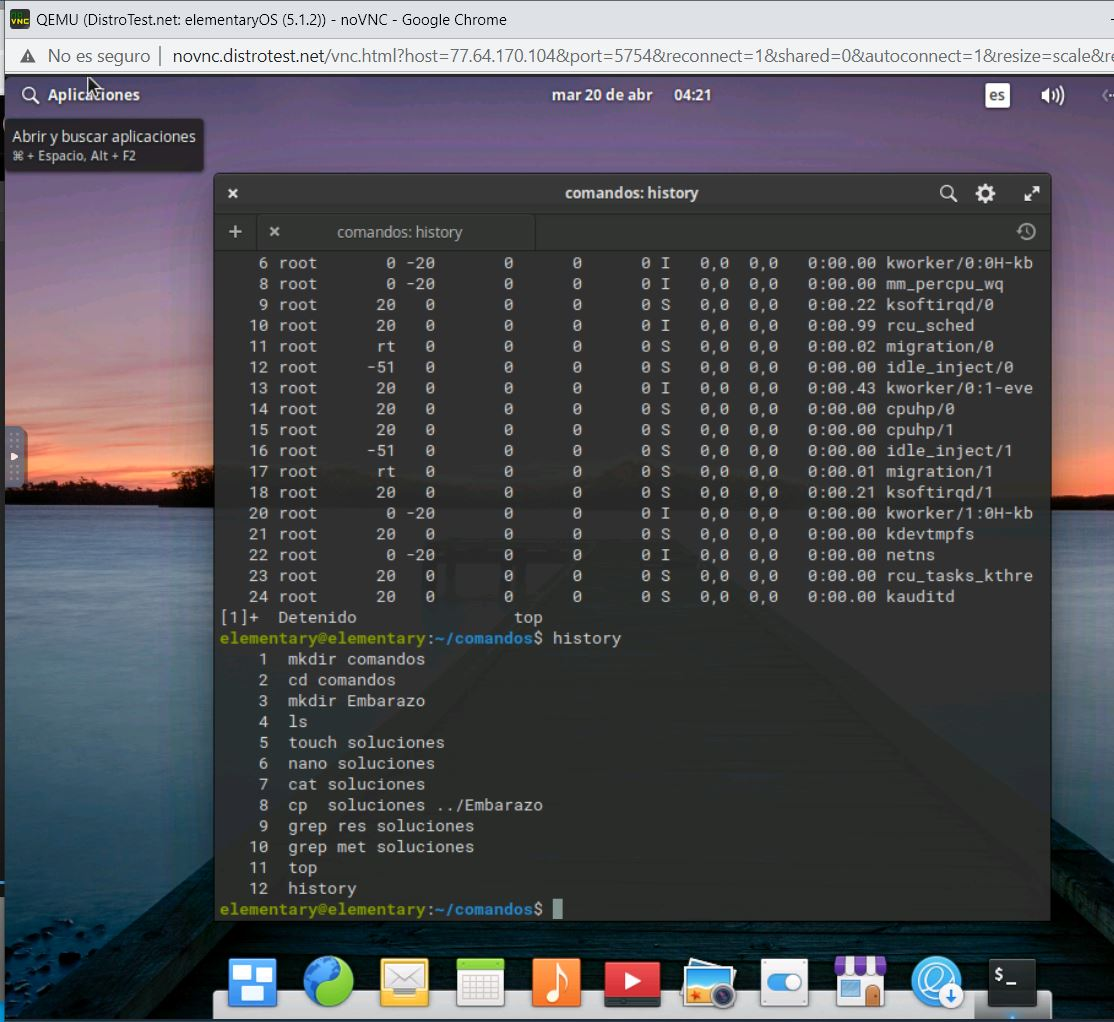 QEMU (DistroTest.net: elementaryOS (5.1.2)) - noVNC - Google Chrome
No es seguro | novnc.distrotest.net/vnc.html?host=77.64.170.104&port=5754&reconnect=1&shared=0&autoconnect=1&resize=scale&re
Aplicaciones mar 20 de abr 04:21 es
Abrir y buscar aplicaciones
⌘ + Espacio, Alt + F2
comandos: history
comandos: history
6 root 0 -20 0 0 0 I 0,0 0,0 0:00.00 kworker/0:0H-kb
8 root 0 -20 0 0 0 I 0,0 0,0 0:00.00 mm_percpu_wq
9 root 20 0 0 0 0 S 0,0 0,0 0:00.22 ksoftirqd/0
10 root 20 0 0 0 0 I 0,0 0,0 0:00.99 rcu_sched
11 root rt 0 0 0 0 S 0,0 0,0 0:00.02 migration/0
12 root -51 0 0 0 0 S 0,0 0,0 0:00.00 idle_inject/0
13 root 20 0 0 0 0 I 0,0 0,0 0:00.43 kworker/0:1-eve
14 root 20 0 0 0 0 S 0,0 0,0 0:00.00 cpuhp/0
15 root 20 0 0 0 0 S 0,0 0,0 0:00.00 cpuhp/1
16 root -51 0 0 0 0 S 0,0 0,0 0:00.00 idle_inject/1
17 root rt 0 0 0 0 S 0,0 0,0 0:00.01 migration/1
18 root 20 0 0 0 0 S 0,0 0,0 0:00.21 ksoftirqd/1
20 root 0 -20 0 0 0 I 0,0 0,0 0:00.00 kworker/1:0H-kb
21 root 20 0 0 0 0 S 0,0 0,0 0:00.00 kdevtmpfs
22 root 0 -20 0 0 0 I 0,0 0,0 0:00.00 netns
23 root 20 0 0 0 0 S 0,0 0,0 0:00.00 rcu_tasks_kthre
24 root 20 0 0 0 0 S 0,0 0,0 0:00.00 kauditd
[1]+ Detenido top
elementary@elementary:~/comandos$ history
1 mkdir comandos
2 cd comandos
3 mkdir Embarazo
4 ls
5 touch soluciones
6 nano soluciones
7 cat soluciones
8 cp soluciones ../Embarazo
9 grep res soluciones
10 grep met soluciones
11 top
12 history
elementary@elementary:~/comandos$